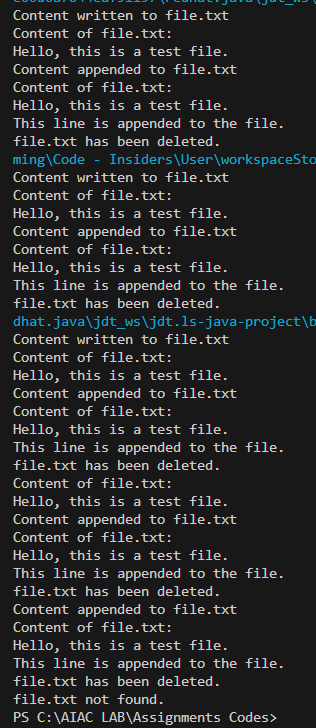 Content written to file.txt
Content of file.txt:
Hello, this is a test file.
Content appended to file.txt
Content of file.txt:
Hello, this is a test file.
This line is appended to the file.
file.txt has been deleted.
ming\Code - Insiders\User\workspaceSto
Content written to file.txt
Content of file.txt:
Hello, this is a test file.
Content appended to file.txt
Content of file.txt:
Hello, this is a test file.
This line is appended to the file.
file.txt has been deleted.
dhat.java\jdt_ws\jdt.ls-java-project\b
Content written to file.txt
Content of file.txt:
Hello, this is a test file.
Content appended to file.txt
Content of file.txt:
Hello, this is a test file.
This line is appended to the file.
file.txt has been deleted.
Content of file.txt:
Hello, this is a test file.
Content appended to file.txt
Content of file.txt:
Hello, this is a test file.
This line is appended to the file.
file.txt has been deleted.
Content appended to file.txt
Content of file.txt:
Hello, this is a test file.
This line is appended to the file.
file.txt has been deleted.
file.txt not found.
PS C:\AIAC LAB\Assignments Codes>